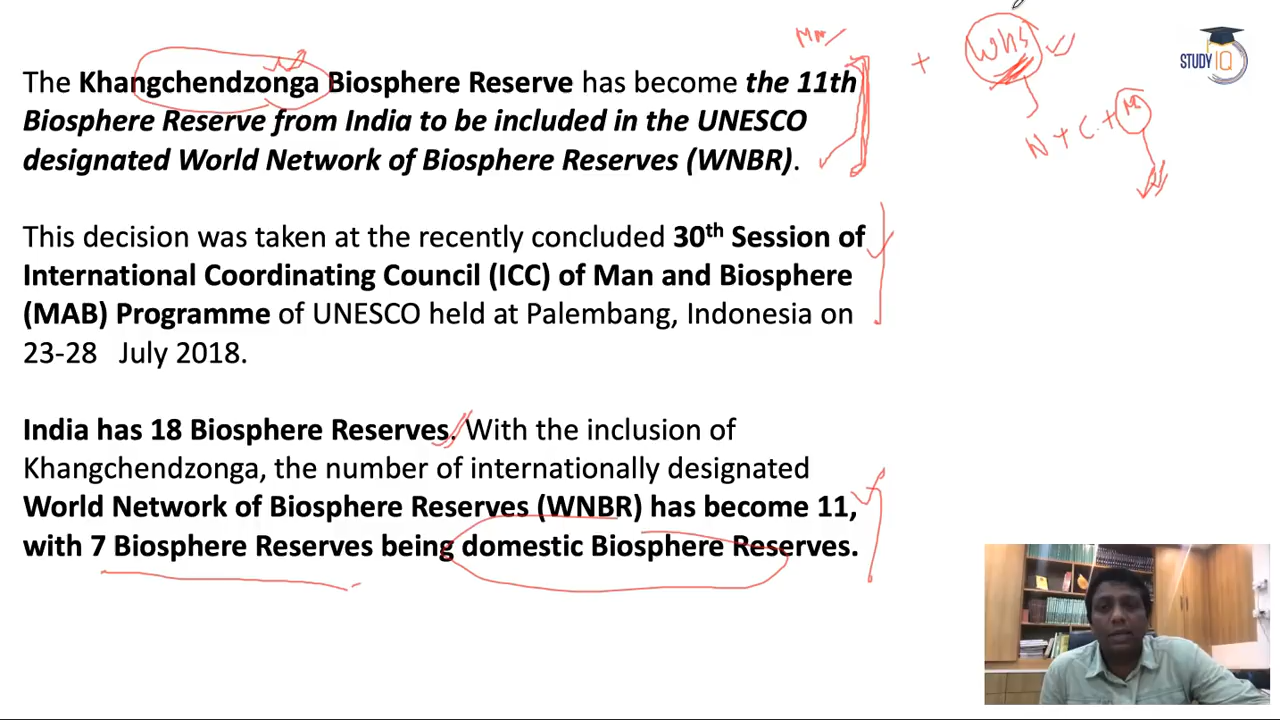 WHS
STUDY IQ
The Khangchendzonga Biosphere Reserve has become the 11th
Biosphere Reserve from India to be included in the UNESCO
designated World Network of Biosphere Reserves (WNBR).
N + C + M
This decision was taken at the recently concluded 30th Session of
International Coordinating Council (ICC) of Man and Biosphere
(MAB) Programme of UNESCO held at Palembang, Indonesia on
23-28 July 2018.
India has 18 Biosphere Reserves. With the inclusion of
Khangchendzonga, the number of internationally designated
World Network of Biosphere Reserves (WNBR) has become 11,
with 7 Biosphere Reserves being domestic Biosphere Reserves.